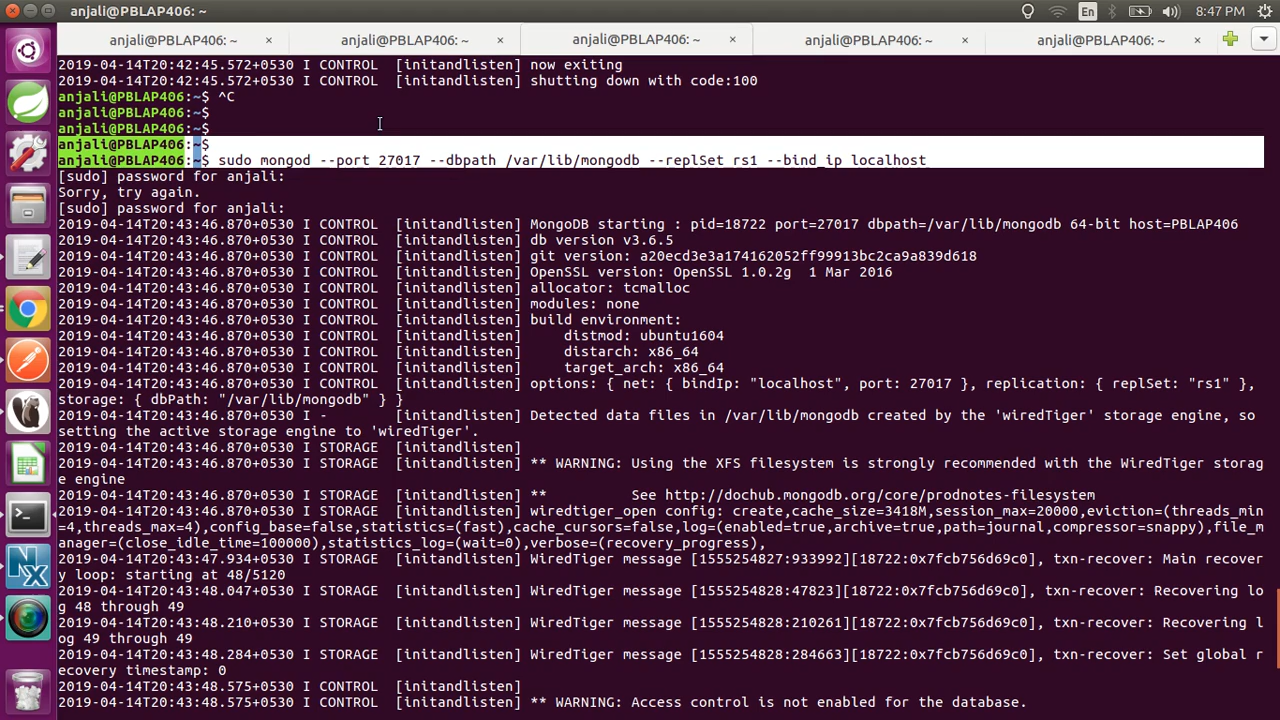 anjali@PBLAP406: ~
En
8:47 PM
anjali@PBLAP406: ~ ×
anjali@PBLAP406: ~ ×
anjali@PBLAP406: ~ ×
anjali@PBLAP406: ~ ×
anjali@PBLAP406: ~ ×
2019-04-14T20:42:45.572+0530 I CONTROL  [initandlisten] now exiting
2019-04-14T20:42:45.572+0530 I CONTROL  [initandlisten] shutting down with code:100
anjali@PBLAP406:~$ ^C
anjali@PBLAP406:~$
anjali@PBLAP406:~$
anjali@PBLAP406:~$
anjali@PBLAP406:~$ sudo mongod --port 27017 --dbpath /var/lib/mongodb --replSet rs1 --bind_ip localhost
[sudo] password for anjali:
Sorry, try again.
[sudo] password for anjali:
2019-04-14T20:43:46.870+0530 I CONTROL  [initandlisten] MongoDB starting : pid=18722 port=27017 dbpath=/var/lib/mongodb 64-bit host=PBLAP406
2019-04-14T20:43:46.870+0530 I CONTROL  [initandlisten] db version v3.6.5
2019-04-14T20:43:46.870+0530 I CONTROL  [initandlisten] git version: a20ecd3e3a174162052ff99913bc2ca9a839d618
2019-04-14T20:43:46.870+0530 I CONTROL  [initandlisten] OpenSSL version: OpenSSL 1.0.2g  1 Mar 2016
2019-04-14T20:43:46.870+0530 I CONTROL  [initandlisten] allocator: tcmalloc
2019-04-14T20:43:46.870+0530 I CONTROL  [initandlisten] modules: none
2019-04-14T20:43:46.870+0530 I CONTROL  [initandlisten] build environment:
2019-04-14T20:43:46.870+0530 I CONTROL  [initandlisten]     distmod: ubuntu1604
2019-04-14T20:43:46.870+0530 I CONTROL  [initandlisten]     distarch: x86_64
2019-04-14T20:43:46.870+0530 I CONTROL  [initandlisten]     target_arch: x86_64
2019-04-14T20:43:46.870+0530 I CONTROL  [initandlisten] options: { net: { bindIp: "localhost", port: 27017 }, replication: { replSet: "rs1" },
storage: { dbPath: "/var/lib/mongodb" } }
2019-04-14T20:43:46.870+0530 I -        [initandlisten] Detected data files in /var/lib/mongodb created by the 'wiredTiger' storage engine, so
setting the active storage engine to 'wiredTiger'.
2019-04-14T20:43:46.870+0530 I STORAGE  [initandlisten]
2019-04-14T20:43:46.870+0530 I STORAGE  [initandlisten] ** WARNING: Using the XFS filesystem is strongly recommended with the WiredTiger storag
e engine
2019-04-14T20:43:46.870+0530 I STORAGE  [initandlisten] **          See http://dochub.mongodb.org/core/prodnotes-filesystem
2019-04-14T20:43:46.870+0530 I STORAGE  [initandlisten] wiredtiger_open config: create,cache_size=3418M,session_max=20000,eviction=(threads_min
=4,threads_max=4),config_base=false,statistics=(fast),cache_cursors=false,log=(enabled=true,archive=true,path=journal,compressor=snappy),file_m
anager=(close_idle_time=100000),statistics_log=(wait=0),verbose=(recovery_progress),
2019-04-14T20:43:47.934+0530 I STORAGE  [initandlisten] WiredTiger message [1555254827:933992][18722:0x7fcb756d69c0], txn-recover: Main recover
y loop: starting at 48/5120
2019-04-14T20:43:48.047+0530 I STORAGE  [initandlisten] WiredTiger message [1555254828:47823][18722:0x7fcb756d69c0], txn-recover: Recovering lo
g 48 through 49
2019-04-14T20:43:48.210+0530 I STORAGE  [initandlisten] WiredTiger message [1555254828:210261][18722:0x7fcb756d69c0], txn-recover: Recovering l
og 49 through 49
2019-04-14T20:43:48.284+0530 I STORAGE  [initandlisten] WiredTiger message [1555254828:284663][18722:0x7fcb756d69c0], txn-recover: Set global r
ecovery timestamp: 0
2019-04-14T20:43:48.575+0530 I CONTROL  [initandlisten]
2019-04-14T20:43:48.575+0530 I CONTROL  [initandlisten] ** WARNING: Access control is not enabled for the database.